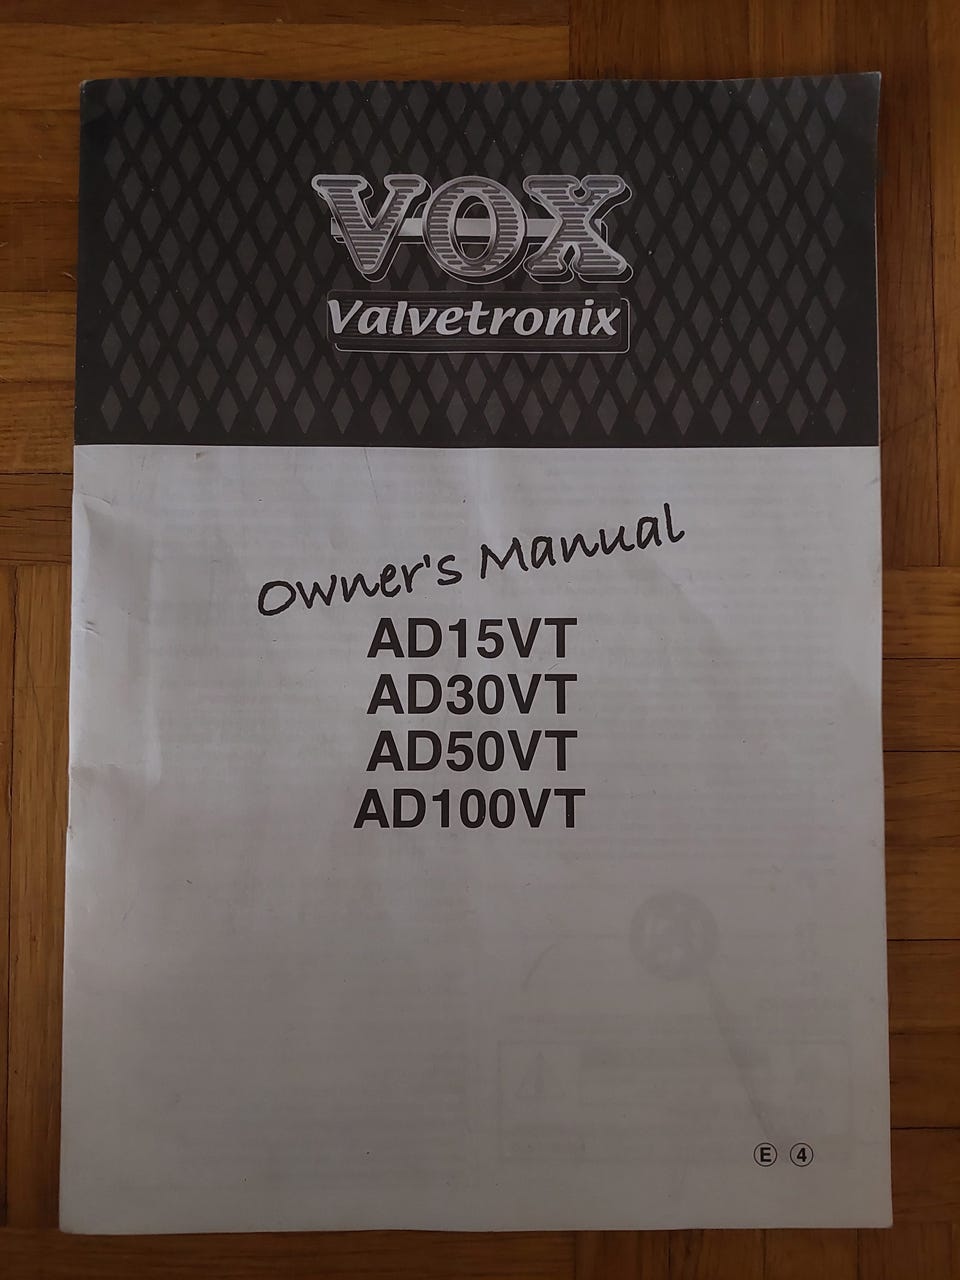 VOX
Valvetronix
Owner's Manual
AD15VT
AD30VT
AD50VT
AD100VT
Ⓔ ④